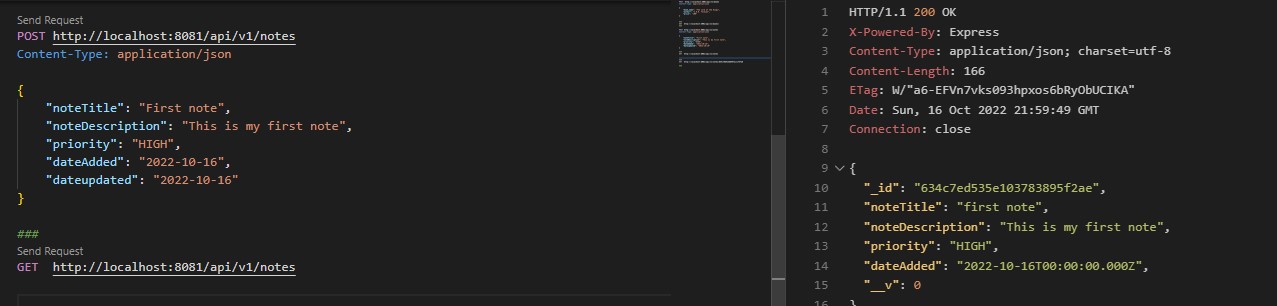 Send Request
POST http://localhost:8081/api/v1/notes
Content-Type: application/json
{
"noteTitle": "First note",
"noteDescription": "This is my first note",
"priority": "HIGH",
"dateAdded": "2022-10-16",
"dateupdated": "2022-10-16"
}
###
Send Request
GET http://localhost:8081/api/v1/notes
1 HTTP/1.1 200 OK
2 X-Powered-By: Express
3 Content-Type: application/json; charset=utf-8
4 Content-Length: 166
5 ETag: W/"a6-EFVn7vks093hpxos6bRyObUCIKA"
6 Date: Sun, 16 Oct 2022 21:59:49 GMT
7 Connection: close
8
9 {
10 "_id": "634c7ed535e103783895f2ae",
11 "noteTitle": "first note",
12 "noteDescription": "This is my first note",
13 "priority": "HIGH",
14 "dateAdded": "2022-10-16T00:00:00.000Z",
15 "__v": 0
16 }